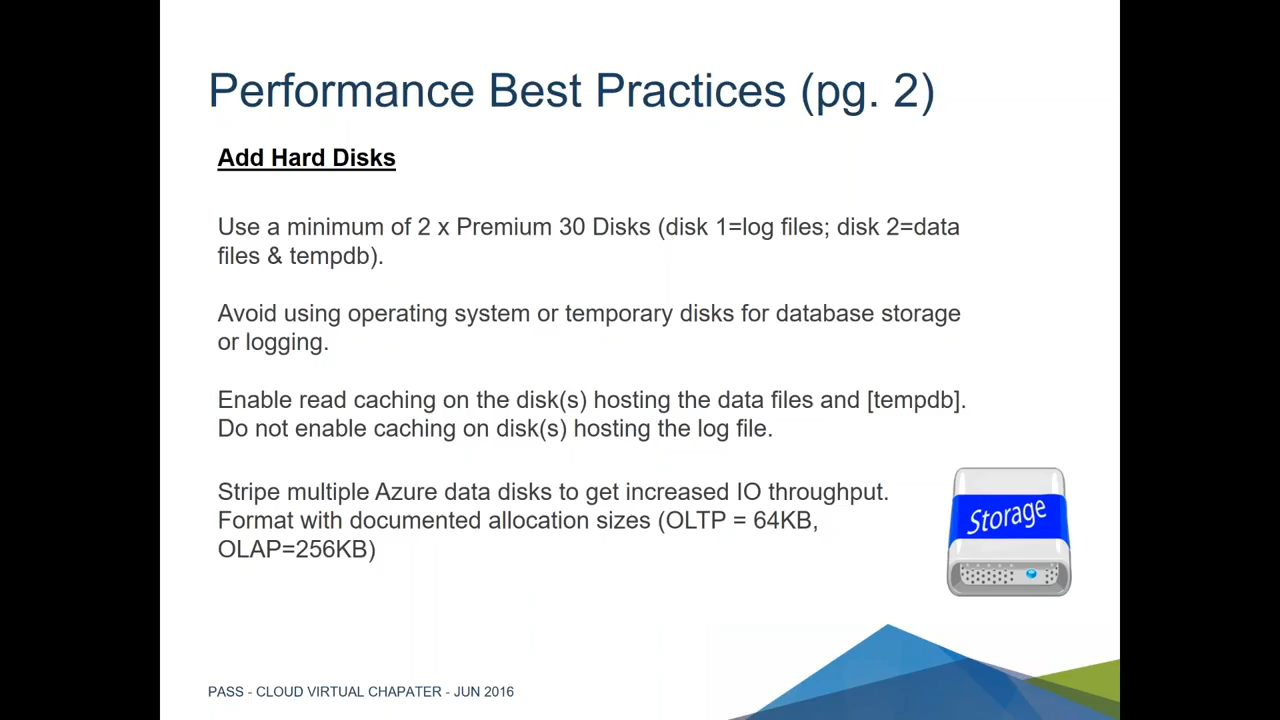 Performance Best Practices (pg. 2)
Add Hard Disks
Use a minimum of 2 x Premium 30 Disks (disk 1=log files; disk 2=data
files & tempdb).
Avoid using operating system or temporary disks for database storage
or logging.
Enable read caching on the disk(s) hosting the data files and [tempdb].
Do not enable caching on disk(s) hosting the log file.
Stripe multiple Azure data disks to get increased IO throughput.
Format with documented allocation sizes (OLTP = 64KB,
OLAP=256KB)
Storage
PASS - CLOUD VIRTUAL CHAPATER - JUN 2016